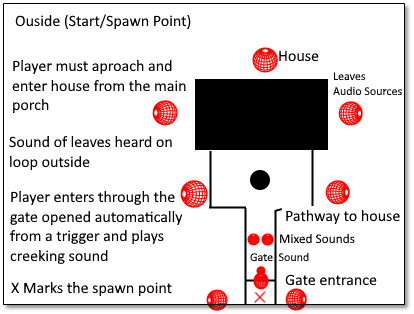 Ouside (Start/Spawn Point)
House
Player must aproach and
enter house from the main
porch
Leaves
Audio Sources
Sound of leaves heard on
loop outside
Player enters through the
gate opened automatically
from a trigger and plays
creeking sound
Pathway to house
Mixed Sounds
Gate Sound
Gate entrance
X Marks the spawn point